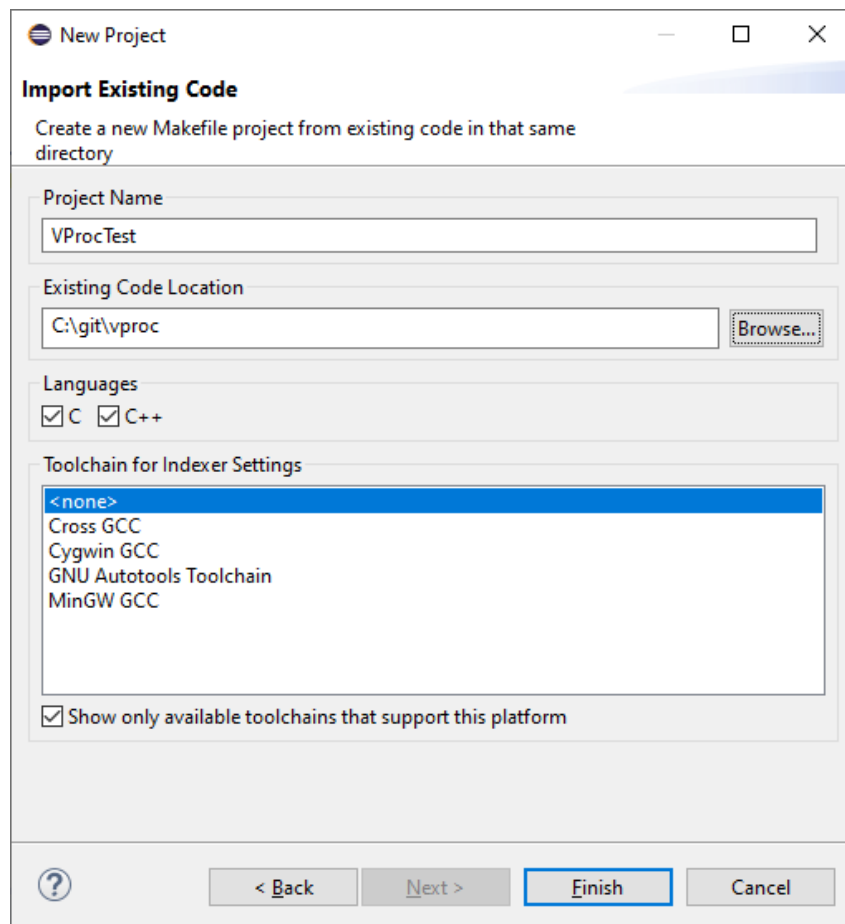 New Project
Import Existing Code
Create a new Makefile project from existing code in that same
directory
Project Name
VProcTest
Existing Code Location
C:\git\vproc
Browse...
Languages
C C++
Toolchain for Indexer Settings
<none>
Cross GCC
Cygwin GCC
GNU Autotools Toolchain
MinGW GCC
Show only available toolchains that support this platform
? < Back Next > Finish Cancel